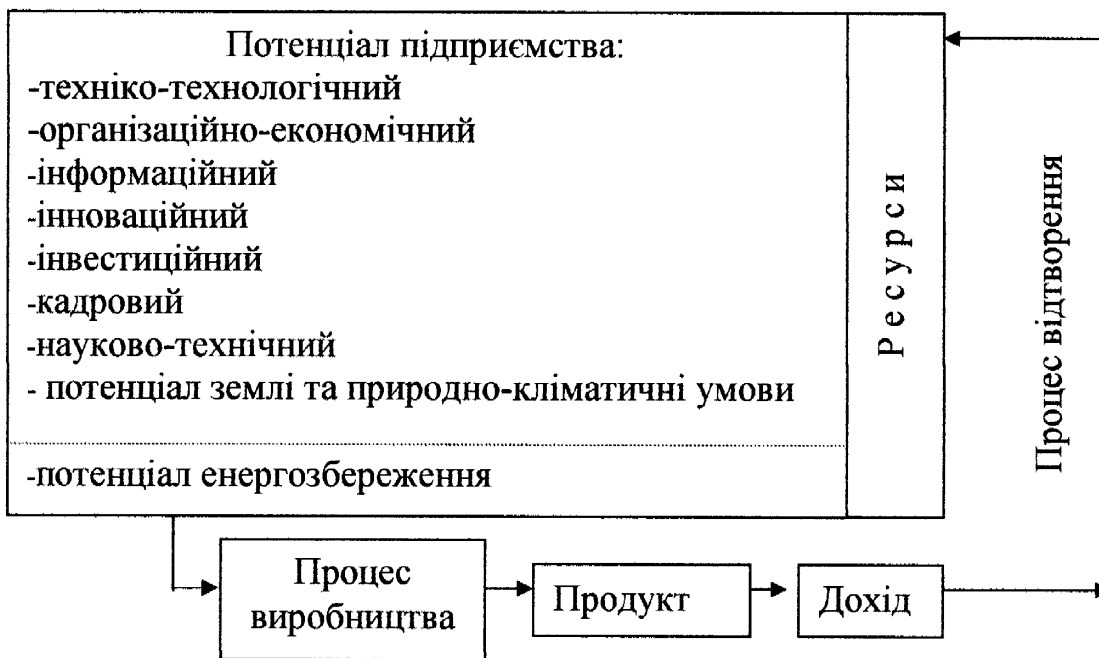 Потенціал підприємства:
-техніко-технологічний
-організаційно-економічний
-інформаційний
-інноваційний
-інвестиційний
-кадровий
-науково-технічний
- потенціал землі та природно-кліматичні умови
-потенціал енергозбереження
Ресурси
Процес відтворення
Процес
виробництва
Продукт
Дохід